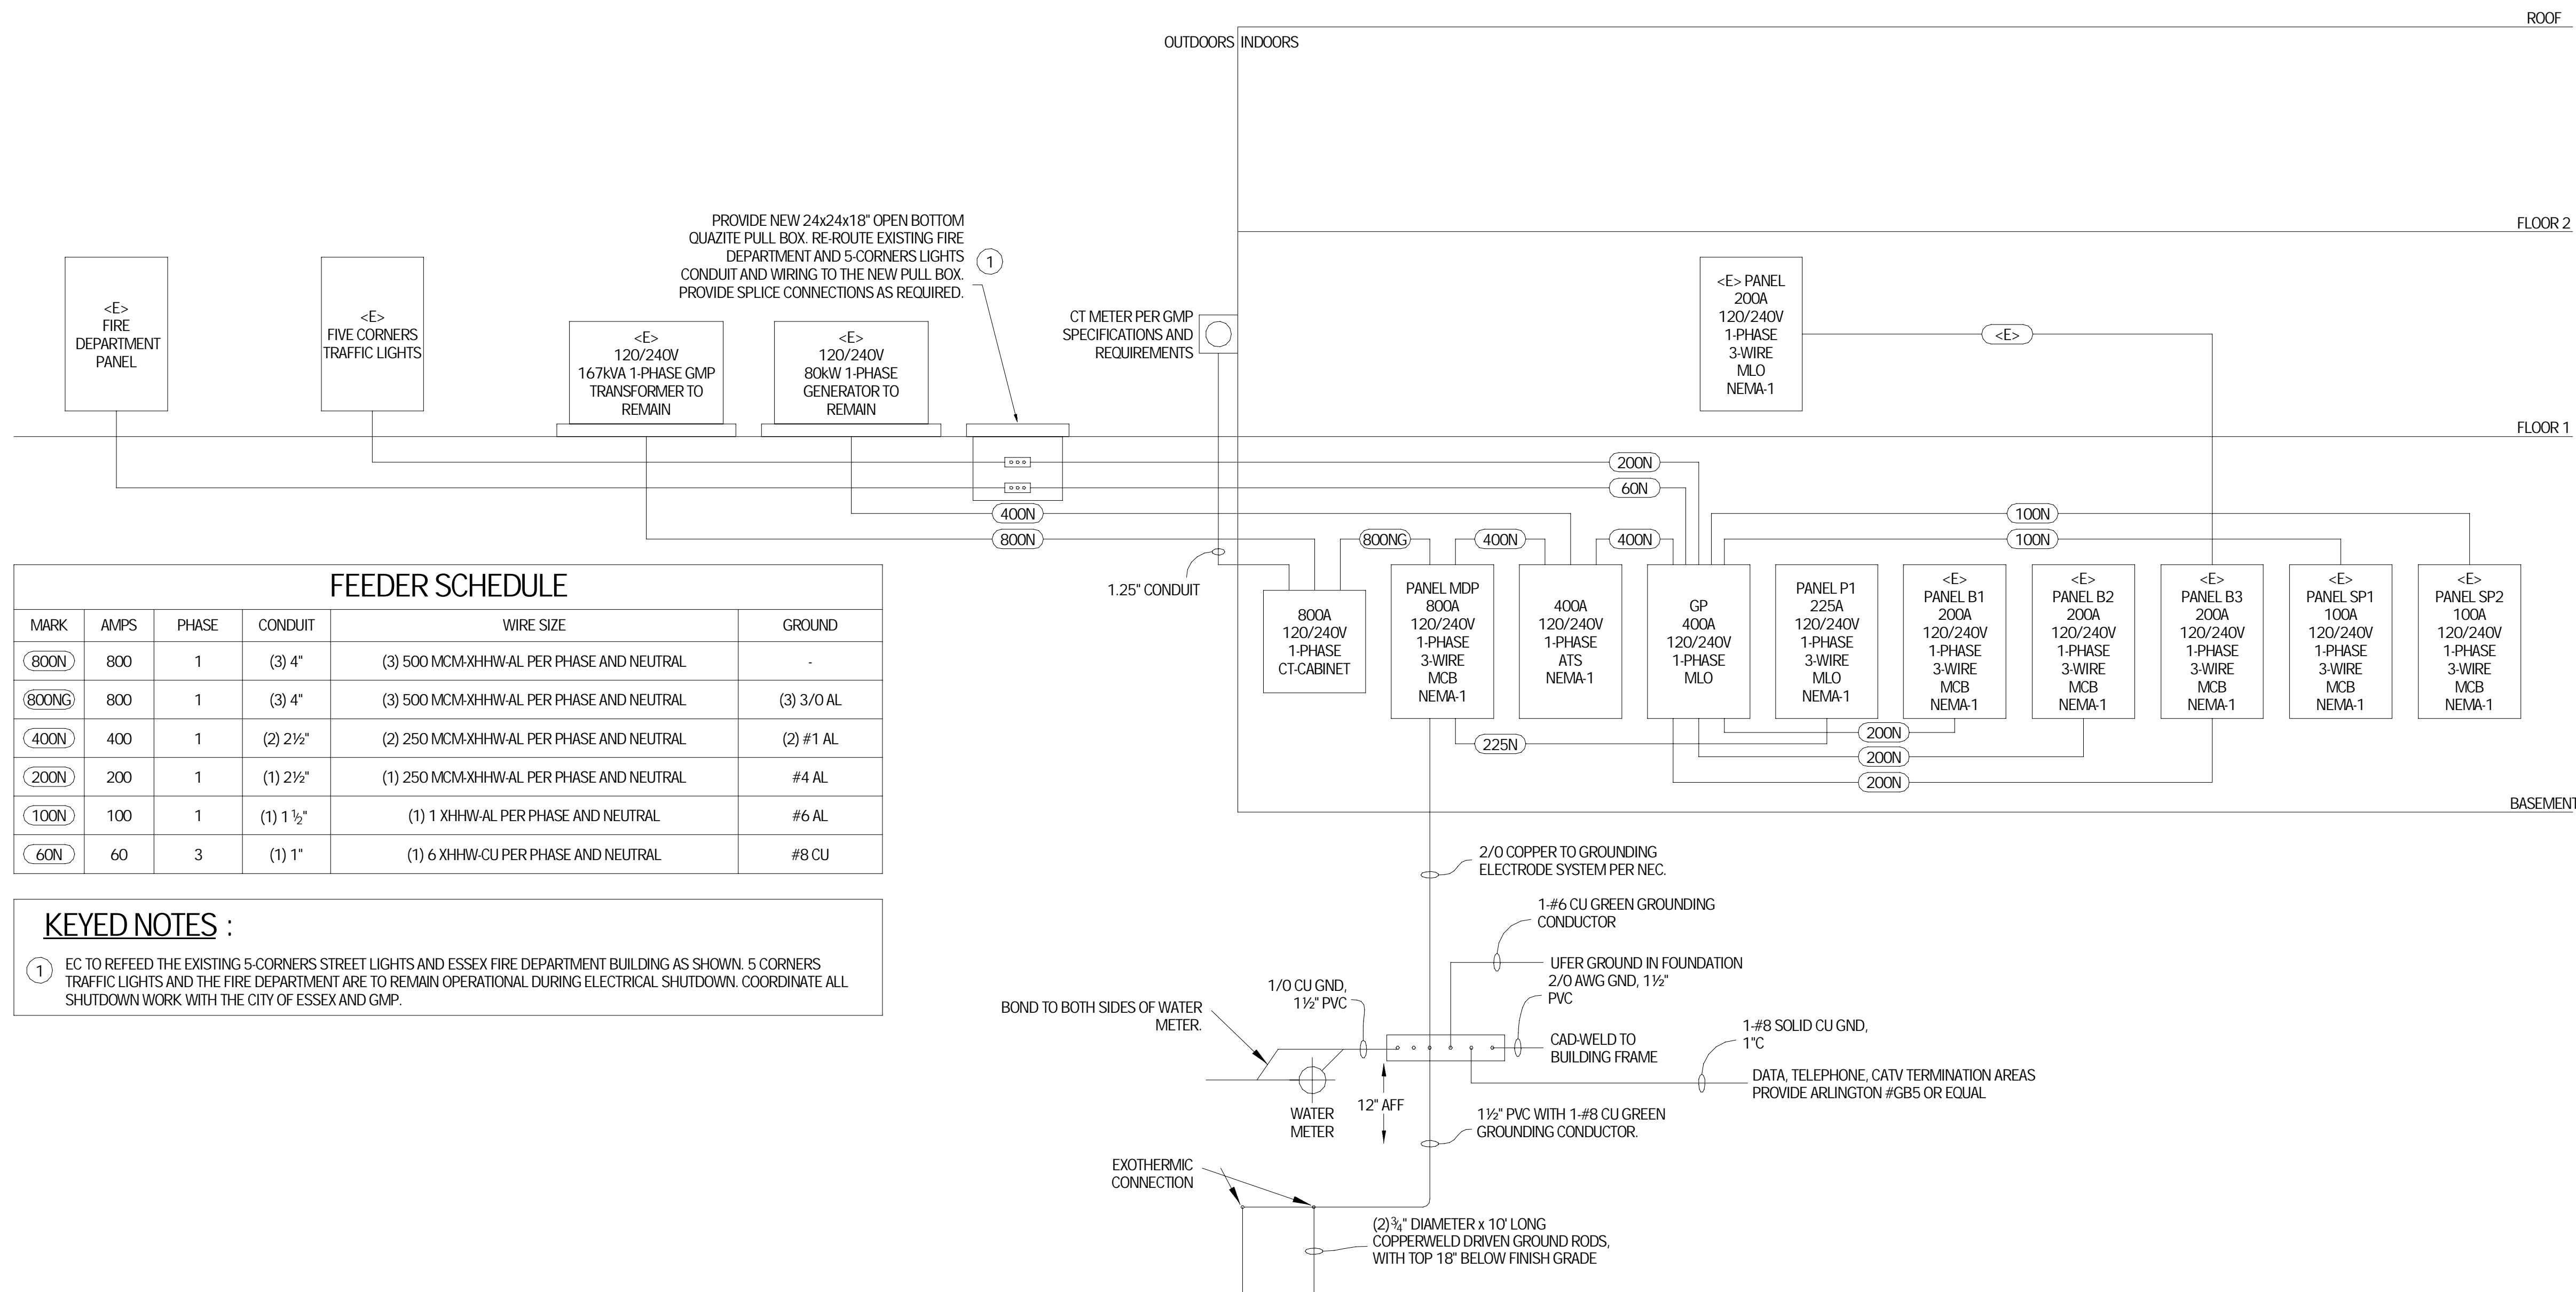 ROOF
OUTDOORS INDOORS
FLOOR 2
PROVIDE NEW 24x24x18" OPEN BOTTOM
QUAZITE PULL BOX. RE-ROUTE EXISTING FIRE
DEPARTMENT AND 5-CORNERS LIGHTS
CONDUIT AND WIRING TO THE NEW PULL BOX.
PROVIDE SPLICE CONNECTIONS AS REQUIRED.
1
<E>
FIRE
DEPARTMENT
PANEL
<E>
FIVE CORNERS
TRAFFIC LIGHTS
<E>
120/240V
167kVA 1-PHASE GMP
TRANSFORMER TO
REMAIN
<E>
120/240V
80kW 1-PHASE
GENERATOR TO
REMAIN
CT METER PER GMP
SPECIFICATIONS AND
REQUIREMENTS
<E> PANEL
200A
120/240V
1-PHASE
3-WIRE
MLO
NEMA-1
<E>
FLOOR 1
200N
60N
400N
100N
800N
800NG
400N
400N
100N
1.25" CONDUIT
800A
120/240V
1-PHASE
CT-CABINET
PANEL MDP
800A
120/240V
1-PHASE
3-WIRE
MCB
NEMA-1
400A
120/240V
1-PHASE
ATS
NEMA-1
GP
400A
120/240V
1-PHASE
MLO
PANEL P1
225A
120/240V
1-PHASE
3-WIRE
MLO
NEMA-1
<E>
PANEL B1
200A
120/240V
1-PHASE
3-WIRE
MCB
NEMA-1
<E>
PANEL B2
200A
120/240V
1-PHASE
3-WIRE
MCB
NEMA-1
<E>
PANEL B3
200A
120/240V
1-PHASE
3-WIRE
MCB
NEMA-1
<E>
PANEL SP1
100A
120/240V
1-PHASE
3-WIRE
MCB
NEMA-1
<E>
PANEL SP2
100A
120/240V
1-PHASE
3-WIRE
MCB
NEMA-1
200N
225N
200N
200N
BASEMENT
FEEDER SCHEDULE
MARK AMPS PHASE CONDUIT WIRE SIZE GROUND
800N 800 1 (3) 4" (3) 500 MCM-XHHW-AL PER PHASE AND NEUTRAL -
800NG 800 1 (3) 4" (3) 500 MCM-XHHW-AL PER PHASE AND NEUTRAL (3) 3/0 AL
400N 400 1 (2) 2½" (2) 250 MCM-XHHW-AL PER PHASE AND NEUTRAL (2) #1 AL
200N 200 1 (1) 2½" (1) 250 MCM-XHHW-AL PER PHASE AND NEUTRAL #4 AL
100N 100 1 (1) 1 ½" (1) 1 XHHW-AL PER PHASE AND NEUTRAL #6 AL
60N 60 3 (1) 1" (1) 6 XHHW-CU PER PHASE AND NEUTRAL #8 CU
KEYED NOTES :
1 EC TO REFEED THE EXISTING 5-CORNERS STREET LIGHTS AND ESSEX FIRE DEPARTMENT BUILDING AS SHOWN. 5 CORNERS
TRAFFIC LIGHTS AND THE FIRE DEPARTMENT ARE TO REMAIN OPERATIONAL DURING ELECTRICAL SHUTDOWN. COORDINATE ALL
SHUTDOWN WORK WITH THE CITY OF ESSEX AND GMP.
2/0 COPPER TO GROUNDING
ELECTRODE SYSTEM PER NEC.
1-#6 CU GREEN GROUNDING
CONDUCTOR
UFER GROUND IN FOUNDATION
2/0 AWG GND, 1½"
PVC
1/0 CU GND,
1½" PVC
BOND TO BOTH SIDES OF WATER
METER.
CAD-WELD TO
BUILDING FRAME
1-#8 SOLID CU GND,
1"C
DATA, TELEPHONE, CATV TERMINATION AREAS
PROVIDE ARLINGTON #GB5 OR EQUAL
WATER
METER
12" AFF
1½" PVC WITH 1-#8 CU GREEN
GROUNDING CONDUCTOR.
EXOTHERMIC
CONNECTION
(2) ¾" DIAMETER x 10' LONG
COPPERWELD DRIVEN GROUND RODS,
WITH TOP 18" BELOW FINISH GRADE